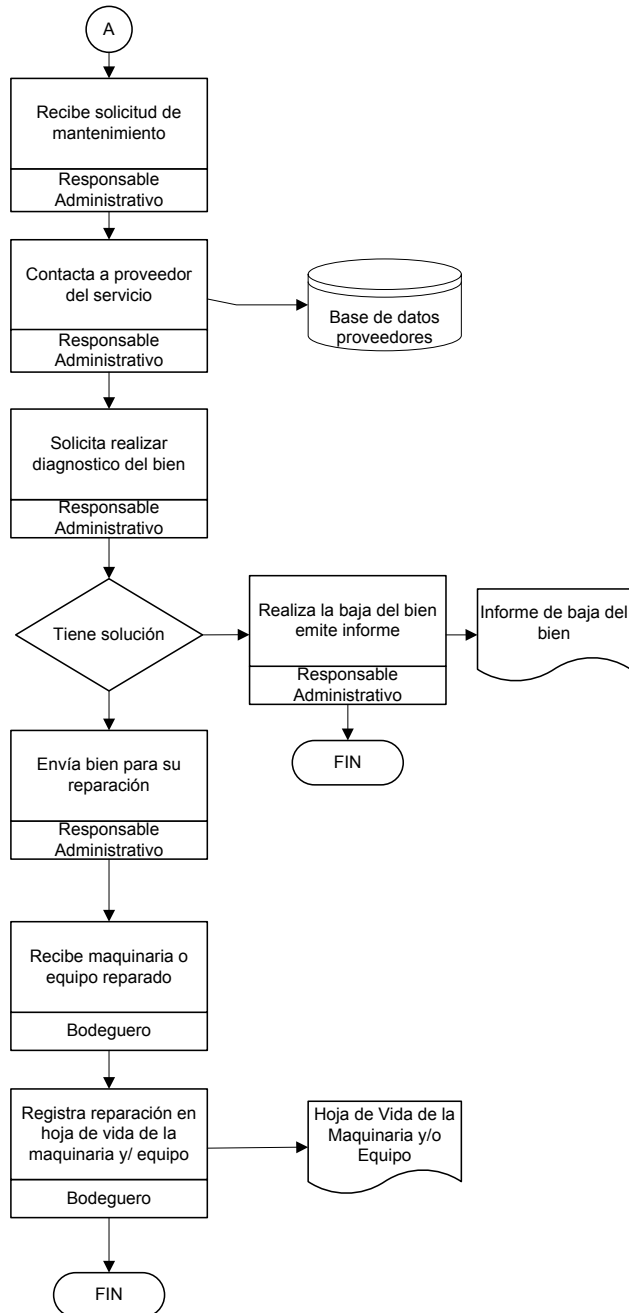 A
Recibe solicitud de
mantenimiento
Responsable
Administrativo
Contacta a proveedor
del servicio
Responsable
Administrativo
Base de datos
proveedores
Solicita realizar
diagnostico del bien
Responsable
Administrativo
Tiene solución
Realiza la baja del bien
emite informe
Responsable
Administrativo
Informe de baja del
bien
FIN
Envía bien para su
reparación
Responsable
Administrativo
Recibe maquinaria o
equipo reparado
Bodeguero
Registra reparación en
hoja de vida de la
maquinaria y/ equipo
Bodeguero
Hoja de Vida de la
Maquinaria y/o
Equipo
FIN